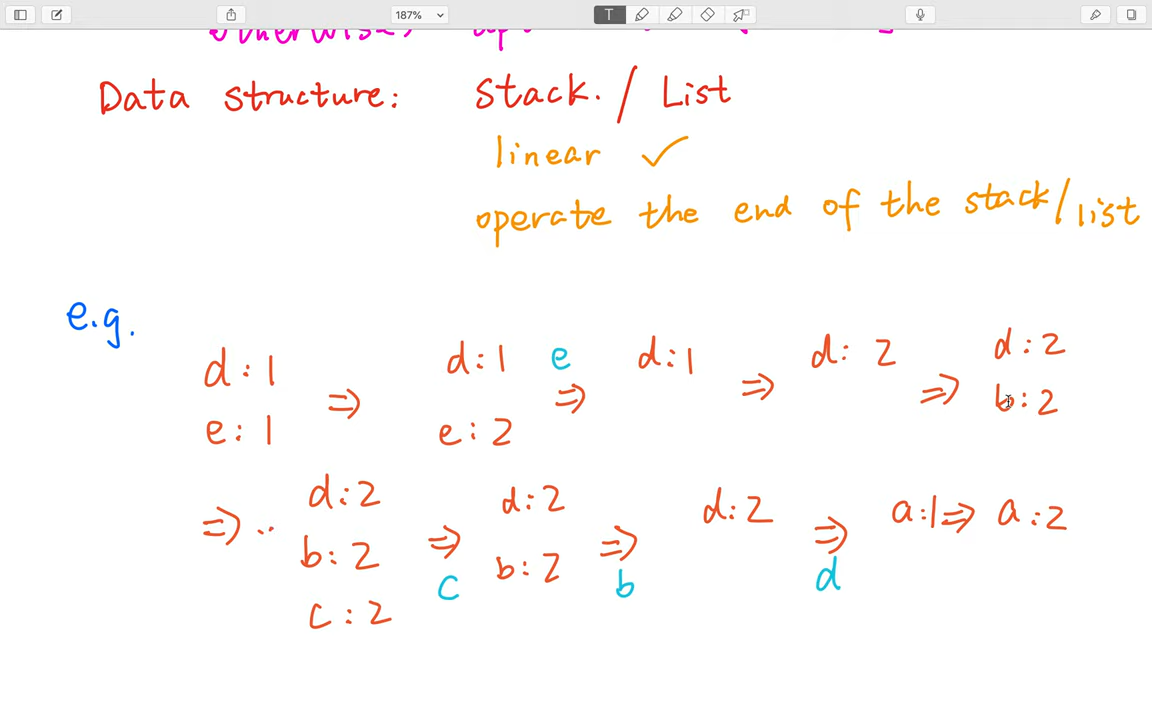 187%
T
otherwise,
Data structure: stack. / List
linear ✓
operate the end of the stack/list
e.g.
d:1 d:1 e d:1 d:2 d:2
⇒ ⇒ ⇒ ⇒
e:1 e:2 b:2
d:2 d:2 d:2 a:1 ⇒ a:2
⇒ .. b:2 ⇒ b:2 ⇒ ⇒
c:2 c b d